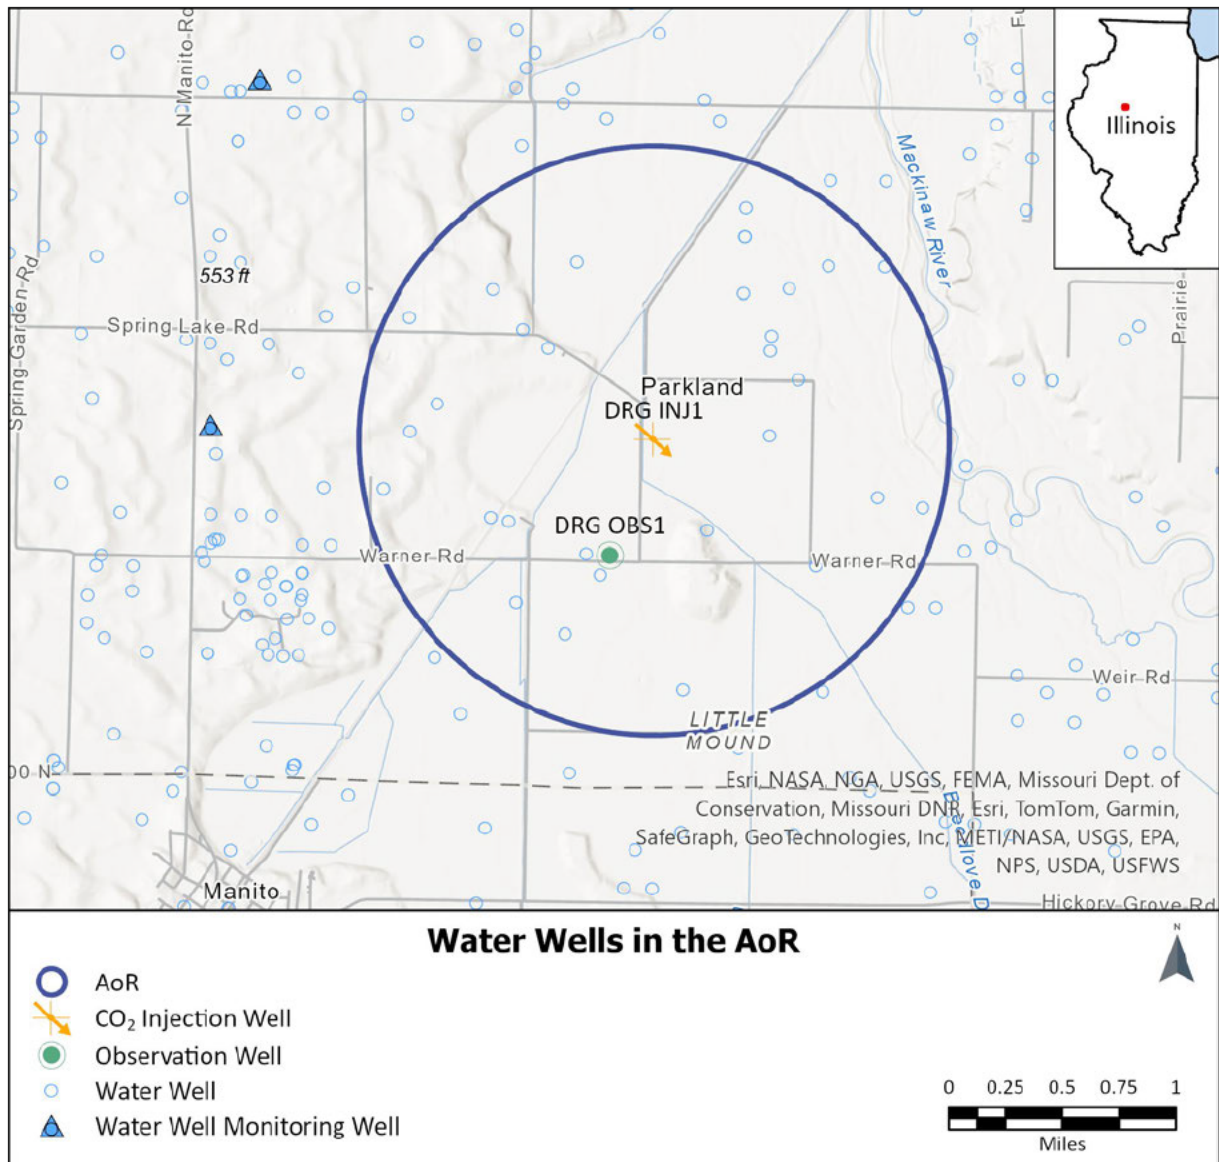 N Manito-Rd
Fu
Illinois
Mackinaw River
553 ft
Spring-Garden-Rd
Spring Lake Rd
Prairie
Parkland
DRG INJ1
DRG OBS1
Warner Rd
Warner Rd
Weir Rd
LITTLE
MOUND
00 N
Esri, NASA, NGA, USGS, FEMA, Missouri Dept. of
Conservation, Missouri DNR, Esri, TomTom, Garmin,
SafeGraph, GeoTechnologies, Inc, METI/NASA, USGS, EPA,
NPS, USDA, USFWS
Manito
Hickory Grove Rd
Water Wells in the AoR
N
AoR
CO₂ Injection Well
Observation Well
Water Well
Water Well Monitoring Well
0 0.25 0.5 0.75 1
Miles